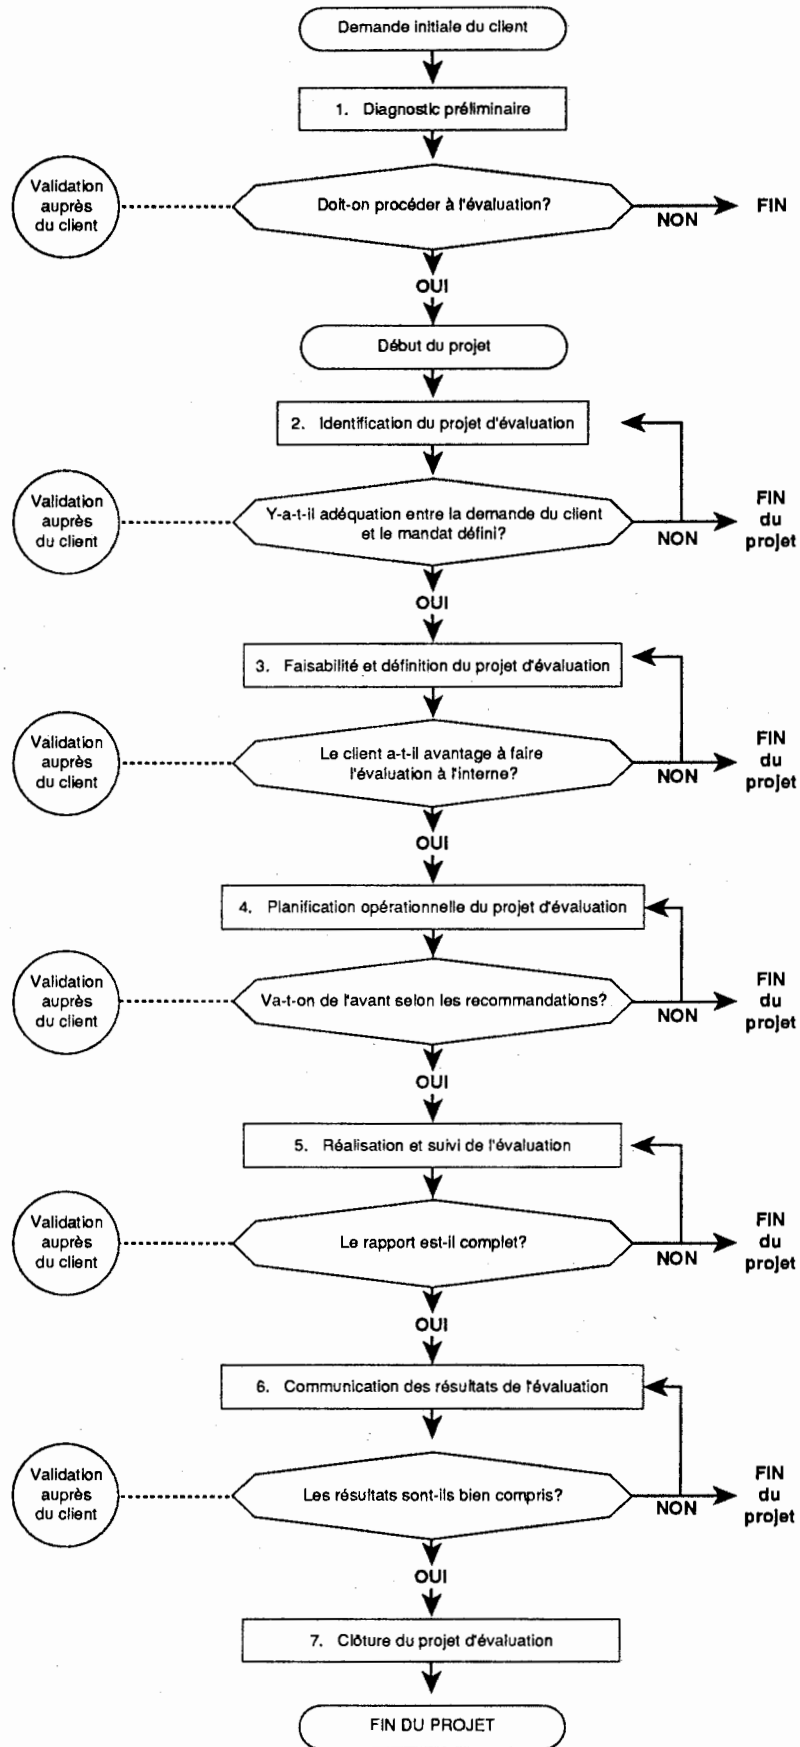 Demande initiale du client
1. Diagnostic préliminaire
Validation
auprès
du client
Doit-on procéder à l'évaluation?
NON
FIN
OUI
Début du projet
2. Identification du projet d'évaluation
Validation
auprès
du client
Y-a-t-il adéquation entre la demande du client
et le mandat défini?
NON
FIN
du
projet
OUI
3. Faisabilité et définition du projet d'évaluation
Validation
auprès
du client
Le client a-t-il avantage à faire
l'évaluation à l'interne?
NON
FIN
du
projet
OUI
4. Planification opérationnelle du projet d'évaluation
Validation
auprès
du client
Va-t-on de l'avant selon les recommandations?
NON
FIN
du
projet
OUI
5. Réalisation et suivi de l'évaluation
Validation
auprès
du client
Le rapport est-il complet?
NON
FIN
du
projet
OUI
6. Communication des résultats de l'évaluation
Validation
auprès
du client
Les résultats sont-ils bien compris?
NON
FIN
du
projet
OUI
7. Clôture du projet d'évaluation
FIN DU PROJET